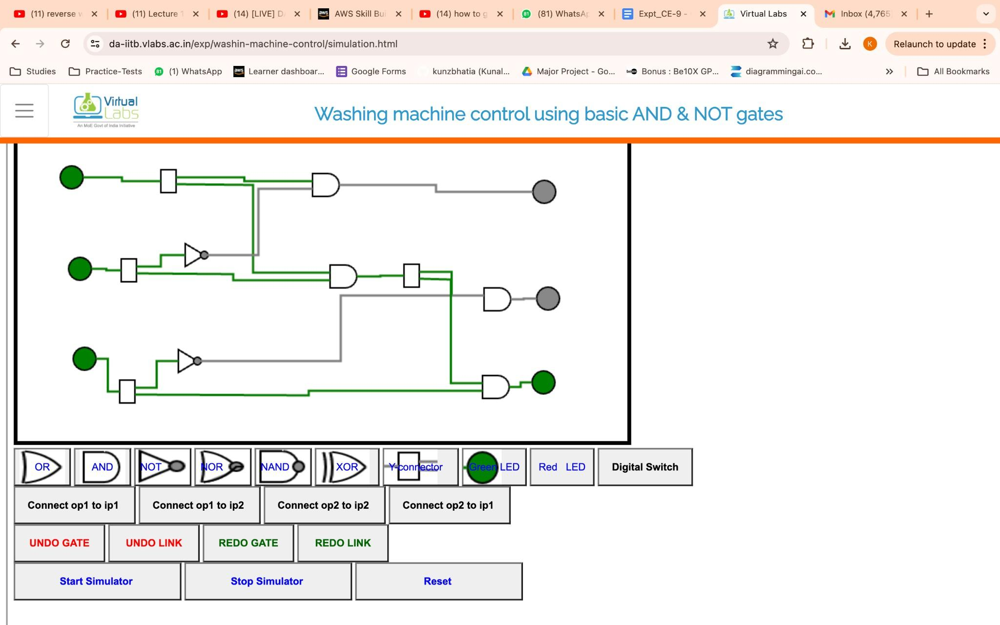 (11) reverse w
(11) Lecture 1
(14) [LIVE] DA
AWS Skill Bui
(14) how to g
(81) WhatsAp
Expt_CE-9 -
Virtual Labs
Inbox (4,765
da-iitb.vlabs.ac.in/exp/washin-machine-control/simulation.html
K
Relaunch to update
Studies
Practice-Tests
81
(1) WhatsApp
aws
Learner dashboar...
Google Forms
kunzbhatia (Kunal...
Major Project - Go...
be10x
Bonus : Be10X GP...
diagrammingai.co...
All Bookmarks
Virtual
Labs
An MoE Govt of India Initiative
Washing machine control using basic AND & NOT gates
OR
AND
NOT
NOR
NAND
XOR
Y-connector
Green LED
Red LED
Digital Switch
Connect op1 to ip1
Connect op1 to ip2
Connect op2 to ip2
Connect op2 to ip1
UNDO GATE
UNDO LINK
REDO GATE
REDO LINK
Start Simulator
Stop Simulator
Reset